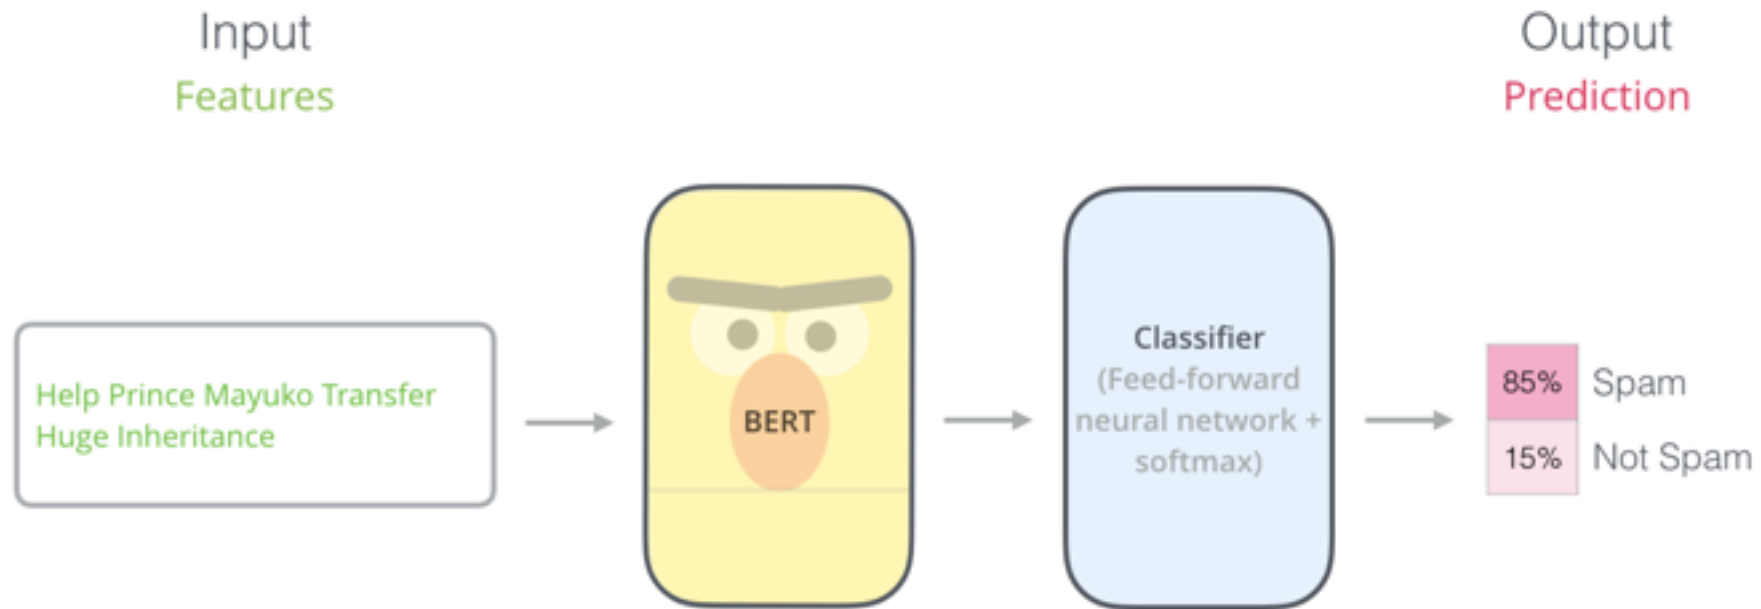 Input
Features
Output
Prediction
Help Prince Mayuko Transfer
Huge Inheritance
BERT
Classifier
(Feed-forward
neural network +
softmax)
85% Spam
15% Not Spam